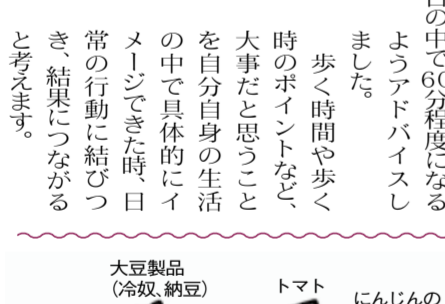 日の中で60分程度になる
ようアドバイスし
ました。
歩く時間や歩く
時のポイントなど、
大事だと思うこと
を自分自身の生活
の中で具体的にイ
メージできた時、日
常の行動に結びつ
き、結果につながる
と考えます。
大豆製品
(冷奴、納豆)
トマト
にんじんの